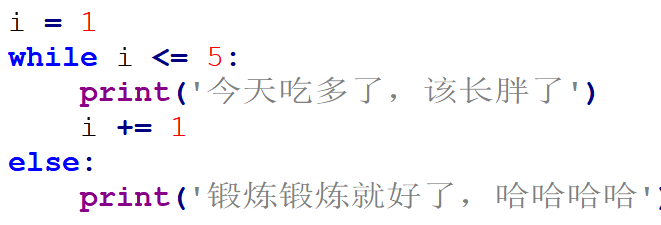 i = 1
while i <= 5:
    print('今天吃多了，该长胖了')
    i += 1
else:
    print('锻炼锻炼就好了，哈哈哈哈')